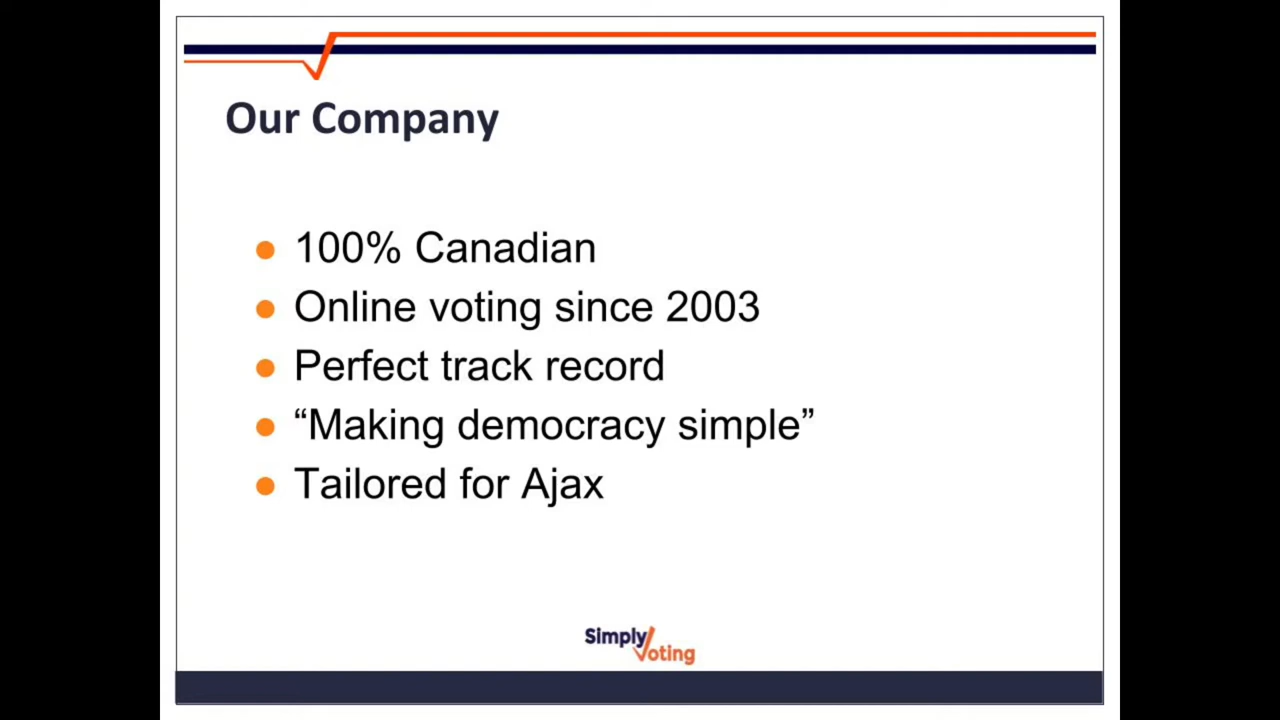 Our Company
100% Canadian
Online voting since 2003
Perfect track record
“Making democracy simple”
Tailored for Ajax
Simply
Voting